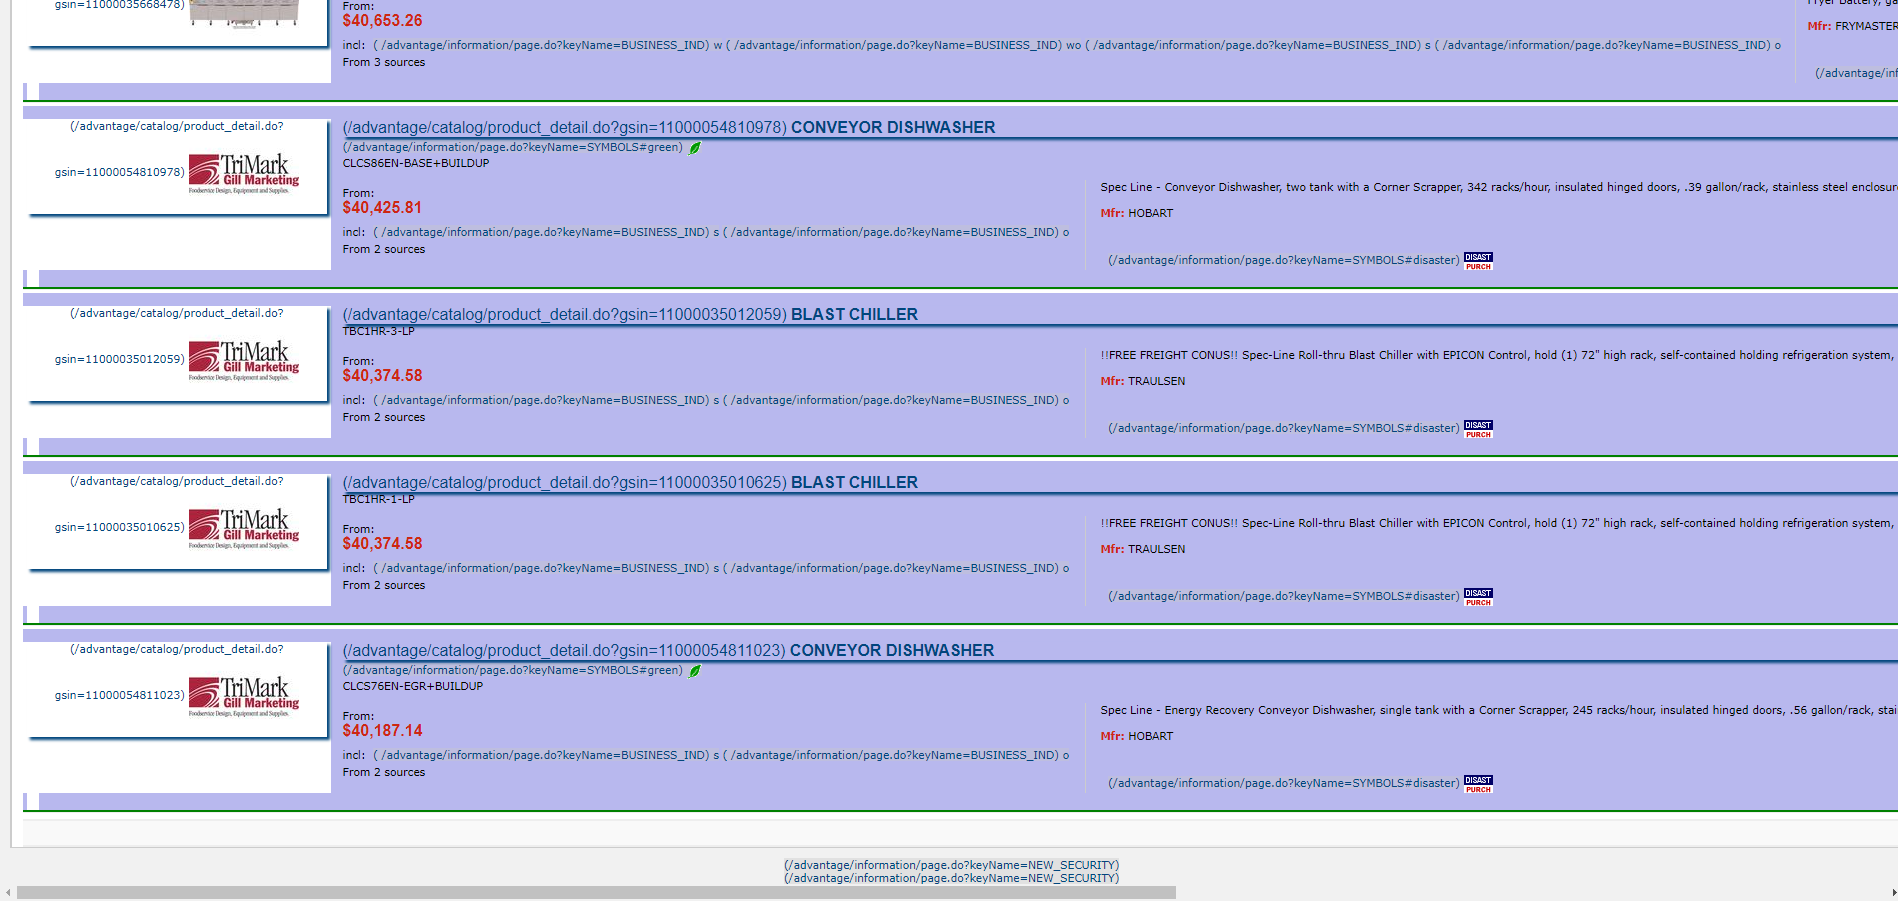 gsin=11000035668478)
From:
$40,653.26
incl: ( /advantage/information/page.do?keyName=BUSINESS_IND) w ( /advantage/information/page.do?keyName=BUSINESS_IND) wo ( /advantage/information/page.do?keyName=BUSINESS_IND) s ( /advantage/information/page.do?keyName=BUSINESS_IND) o
From 3 sources
Fryer Battery, ga
Mfr: FRYMASTER
(/advantage/inf
(/advantage/catalog/product_detail.do?
gsin=11000054810978)
TriMark
Gill Marketing
Foodservice Design, Equipment and Supplies.
(/advantage/catalog/product_detail.do?gsin=11000054810978) CONVEYOR DISHWASHER
(/advantage/information/page.do?keyName=SYMBOLS#green)
CLCS86EN-BASE+BUILDUP
From:
$40,425.81
incl: ( /advantage/information/page.do?keyName=BUSINESS_IND) s ( /advantage/information/page.do?keyName=BUSINESS_IND) o
From 2 sources
Spec Line - Conveyor Dishwasher, two tank with a Corner Scrapper, 342 racks/hour, insulated hinged doors, .39 gallon/rack, stainless steel enclosur
Mfr: HOBART
(/advantage/information/page.do?keyName=SYMBOLS#disaster)
DISAST
PURCH
(/advantage/catalog/product_detail.do?
gsin=11000035012059)
TriMark
Gill Marketing
Foodservice Design, Equipment and Supplies.
(/advantage/catalog/product_detail.do?gsin=11000035012059) BLAST CHILLER
TBC1HR-3-LP
From:
$40,374.58
incl: ( /advantage/information/page.do?keyName=BUSINESS_IND) s ( /advantage/information/page.do?keyName=BUSINESS_IND) o
From 2 sources
!!FREE FREIGHT CONUS!! Spec-Line Roll-thru Blast Chiller with EPICON Control, hold (1) 72" high rack, self-contained holding refrigeration system,
Mfr: TRAULSEN
(/advantage/information/page.do?keyName=SYMBOLS#disaster)
DISAST
PURCH
(/advantage/catalog/product_detail.do?
gsin=11000035010625)
TriMark
Gill Marketing
Foodservice Design, Equipment and Supplies.
(/advantage/catalog/product_detail.do?gsin=11000035010625) BLAST CHILLER
TBC1HR-1-LP
From:
$40,374.58
incl: ( /advantage/information/page.do?keyName=BUSINESS_IND) s ( /advantage/information/page.do?keyName=BUSINESS_IND) o
From 2 sources
!!FREE FREIGHT CONUS!! Spec-Line Roll-thru Blast Chiller with EPICON Control, hold (1) 72" high rack, self-contained holding refrigeration system,
Mfr: TRAULSEN
(/advantage/information/page.do?keyName=SYMBOLS#disaster)
DISAST
PURCH
(/advantage/catalog/product_detail.do?
gsin=11000054811023)
TriMark
Gill Marketing
Foodservice Design, Equipment and Supplies.
(/advantage/catalog/product_detail.do?gsin=11000054811023) CONVEYOR DISHWASHER
(/advantage/information/page.do?keyName=SYMBOLS#green)
CLCS76EN-EGR+BUILDUP
From:
$40,187.14
incl: ( /advantage/information/page.do?keyName=BUSINESS_IND) s ( /advantage/information/page.do?keyName=BUSINESS_IND) o
From 2 sources
Spec Line - Energy Recovery Conveyor Dishwasher, single tank with a Corner Scrapper, 245 racks/hour, insulated hinged doors, .56 gallon/rack, stai
Mfr: HOBART
(/advantage/information/page.do?keyName=SYMBOLS#disaster)
DISAST
PURCH
(/advantage/information/page.do?keyName=NEW_SECURITY)
(/advantage/information/page.do?keyName=NEW_SECURITY)